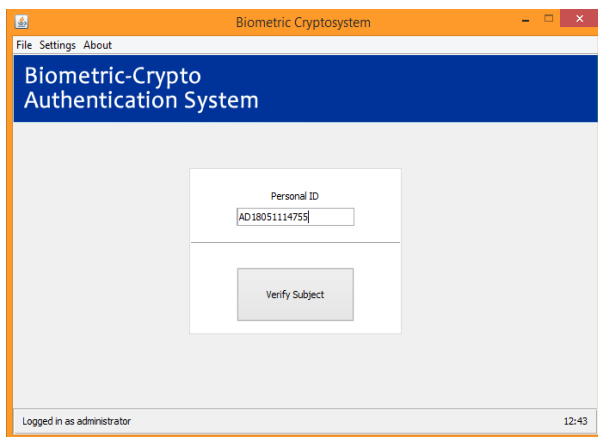 Biometric Cryptosystem
File Settings About
Biometric-Crypto
Authentication System
Personal ID
AD18051114755
Verify Subject
Logged in as administrator 12:43